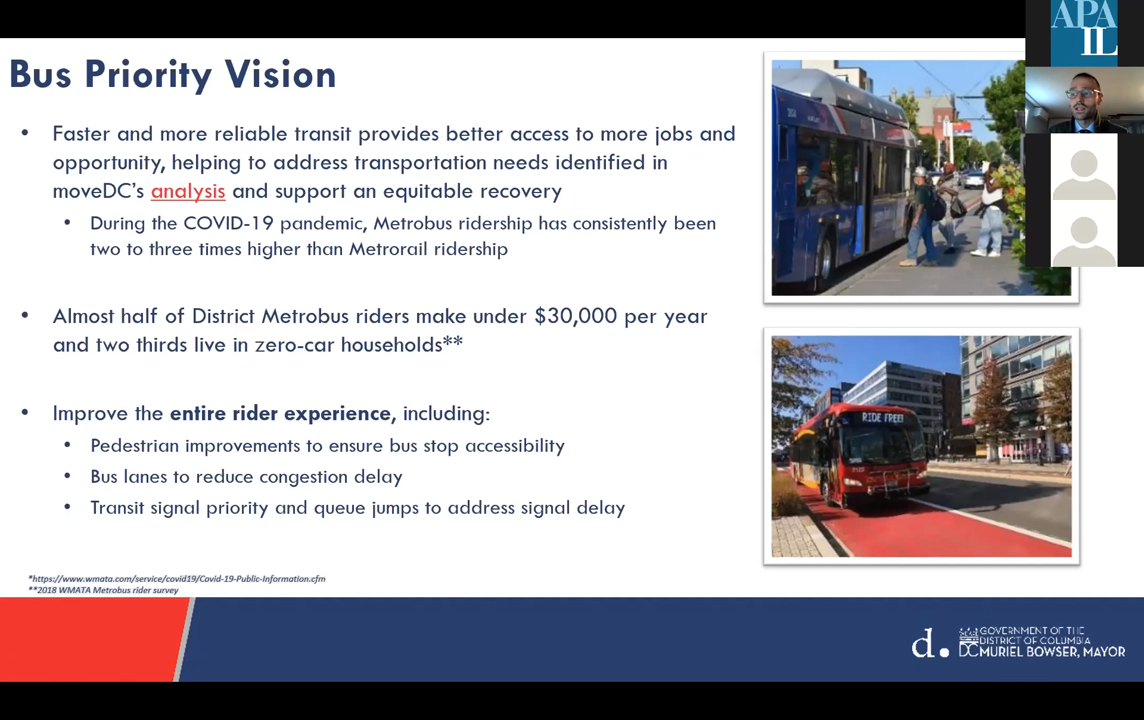 Bus Priority Vision
• Faster and more reliable transit provides better access to more jobs and
opportunity, helping to address transportation needs identified in
moveDC's analysis and support an equitable recovery
• During the COVID-19 pandemic, Metrobus ridership has consistently been
two to three times higher than Metrorail ridership
• Almost half of District Metrobus riders make under $30,000 per year
and two thirds live in zero-car households**
• Improve the entire rider experience, including:
• Pedestrian improvements to ensure bus stop accessibility
• Bus lanes to reduce congestion delay
• Transit signal priority and queue jumps to address signal delay
*https://www.wmata.com/service/covid19/Covid-19-Public-Information.cfm
**2018 WMATA Metrobus rider survey
APA
IL
RIDE FREE!
d.
GOVERNMENT OF THE
DISTRICT OF COLUMBIA
DC MURIEL BOWSER, MAYOR